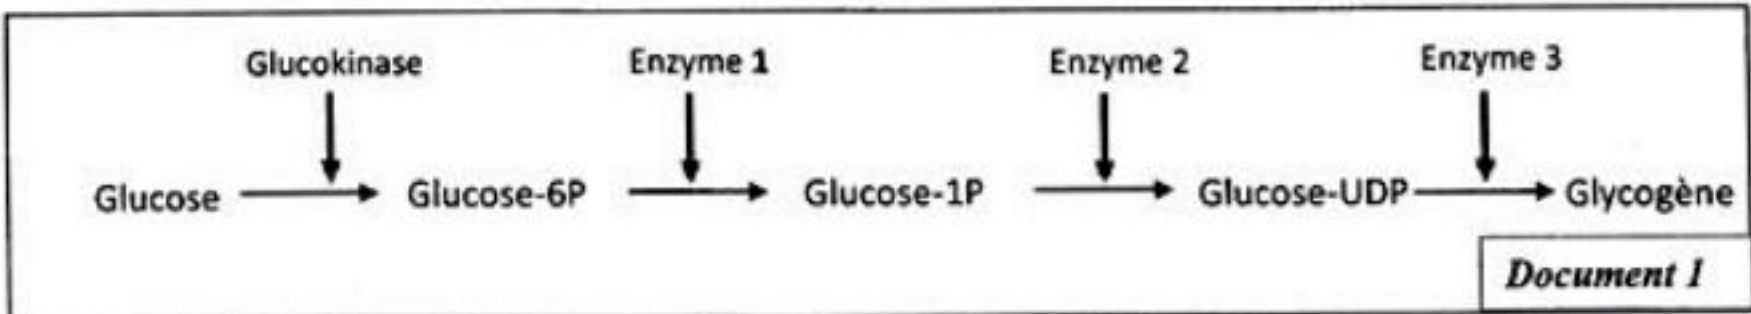 Glucokinase Enzyme 1 Enzyme 2 Enzyme 3
Glucose Glucose-6P Glucose-1P Glucose-UDP Glycogène
Document 1